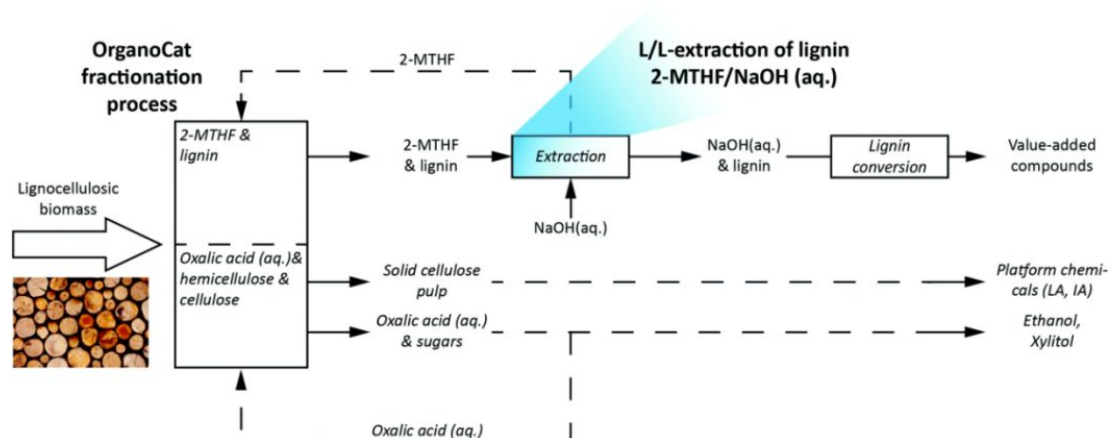 OrganoCat
fractionation
process
2-MTHF
L/L-extraction of lignin
2-MTHF/NaOH (aq.)
2-MTHF &
lignin
2-MTHF
& lignin
Extraction
NaOH(aq.)
& lignin
Lignin
conversion
Value-added
compounds
Lignocellulosic
biomass
NaOH(aq.)
Oxalic acid (aq.)&
hemicellulose &
cellulose
Solid cellulose
pulp
Platform chemi-
cals (LA, IA)
Oxalic acid (aq.)
& sugars
Ethanol,
Xylitol
Oxalic acid (aq.)